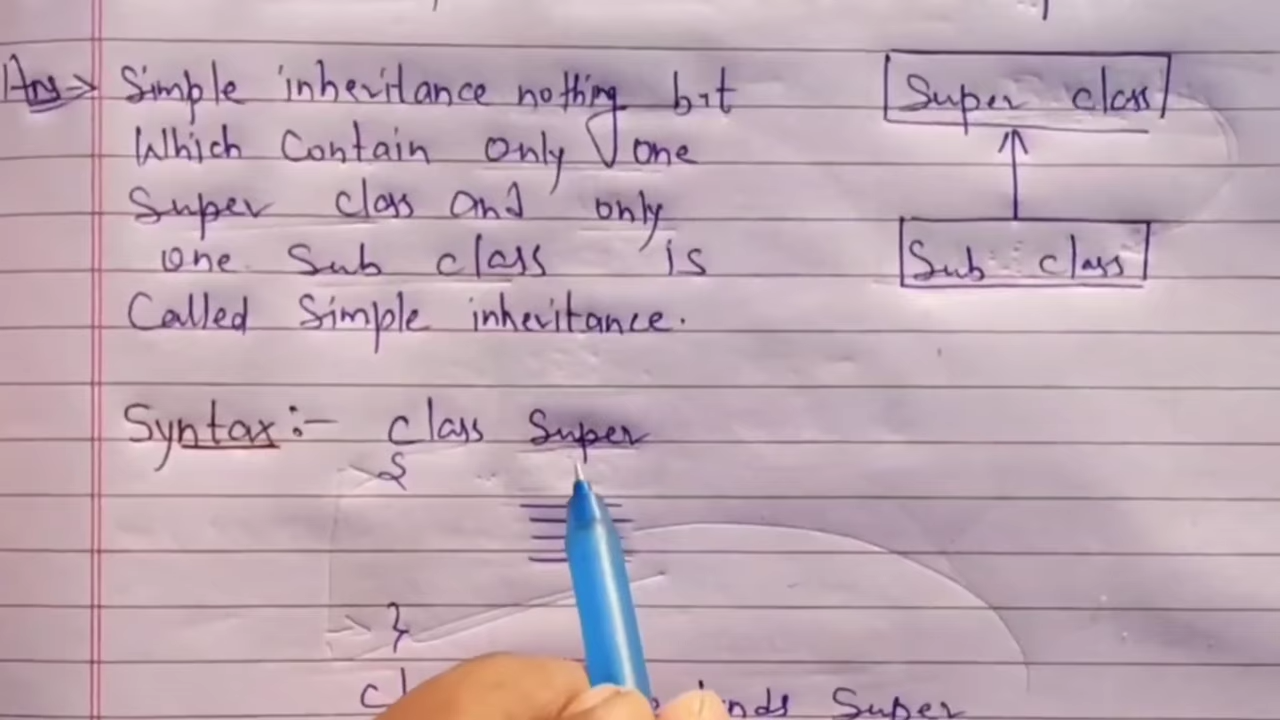 Ans → Simple inheritance nothing but
Which Contain only one
Super class and only
one Sub class is
Called Simple inheritance.
Super class
Sub class
Syntax:- class Super
{
}
Super